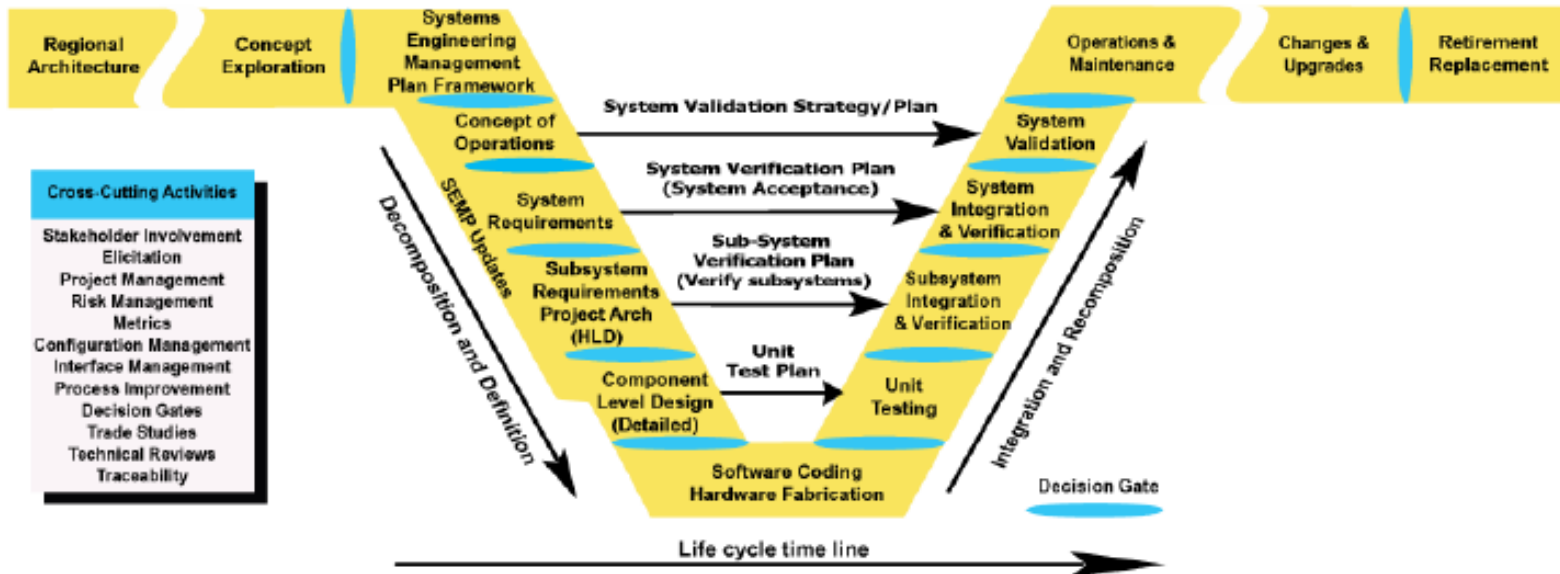 Regional
Architecture
Concept
Exploration
Systems
Engineering
Management
Plan Framework
Operations &
Maintenance
Changes &
Upgrades
Retirement
Replacement
Concept of
Operations
System Validation Strategy/Plan
System
Validation
System
Requirements
System Verification Plan
(System Acceptance)
System
Integration
& Verification
Subsystem
Requirements
Project Arch
(HLD)
Sub-System
Verification Plan
(Verify subsystems)
Subsystem
Integration
& Verification
Component
Level Design
(Detailed)
Unit
Test Plan
Unit
Testing
Software Coding
Hardware Fabrication
SEMP Updates
Decomposition and Definition
Integration and Recomposition
Cross-Cutting Activities
Stakeholder Involvement
Elicitation
Project Management
Risk Management
Metrics
Configuration Management
Interface Management
Process Improvement
Decision Gates
Trade Studies
Technical Reviews
Traceability
Decision Gate
Life cycle time line